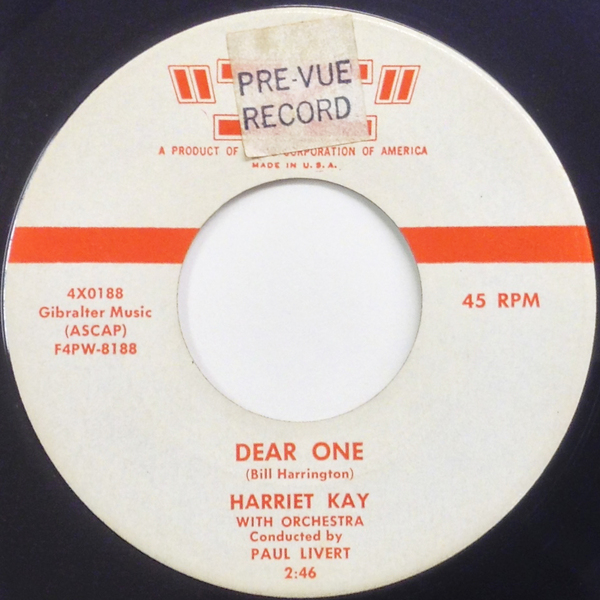 PRE-VUE
RECORD
A PRODUCT OF CORPORATION OF AMERICA
MADE IN U.S.A.
4X0188
Gibralter Music
(ASCAP)
F4PW-8188
45 RPM
DEAR ONE
(Bill Harrington)
HARRIET KAY
WITH ORCHESTRA
Conducted by
PAUL LIVERT
2:46